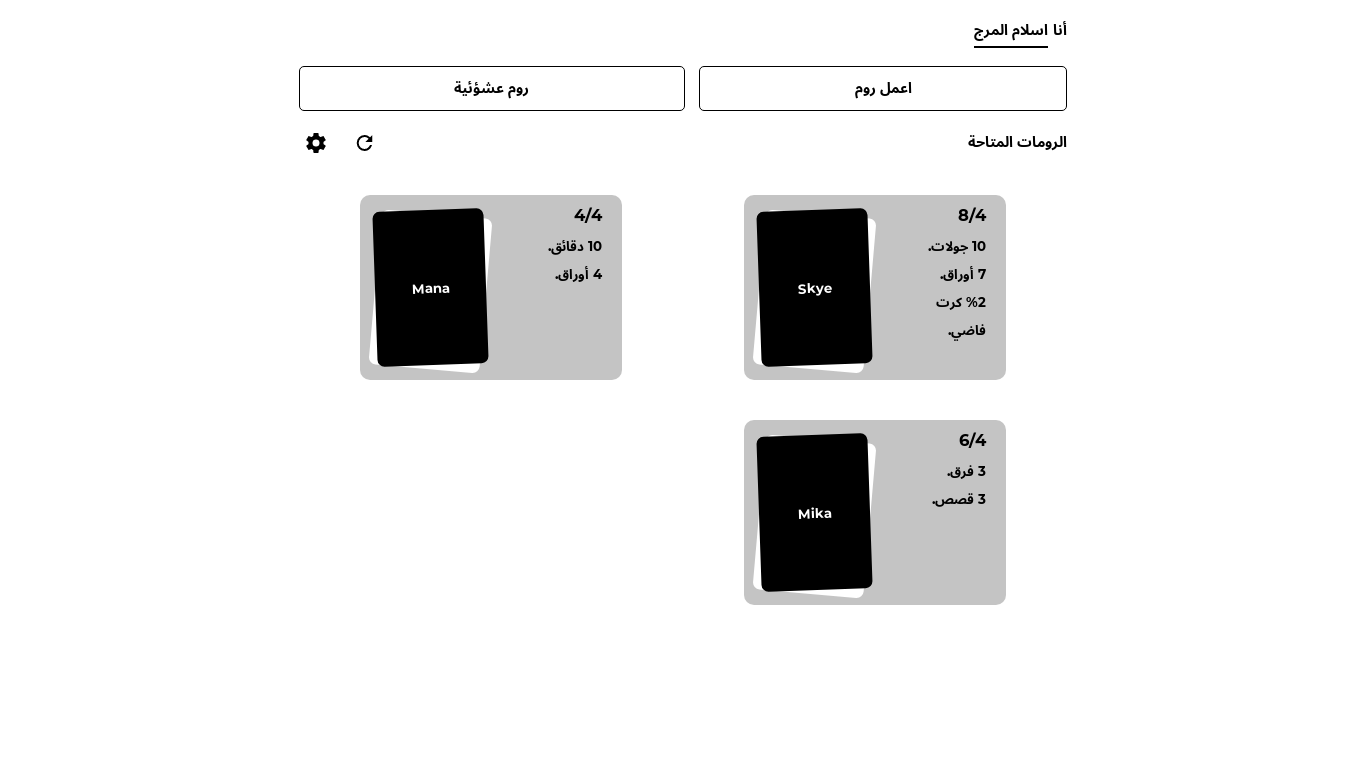 أنا اسلام المرج
اعمل روم
روم عشؤئية
الرومات المتاحة
8/4
10 جولات.
7 أوراق.
2% كرت
فاضي.
Skye
4/4
10 دقائق.
4 أوراق.
Mana
6/4
3 فرق.
3 قصص.
Mika